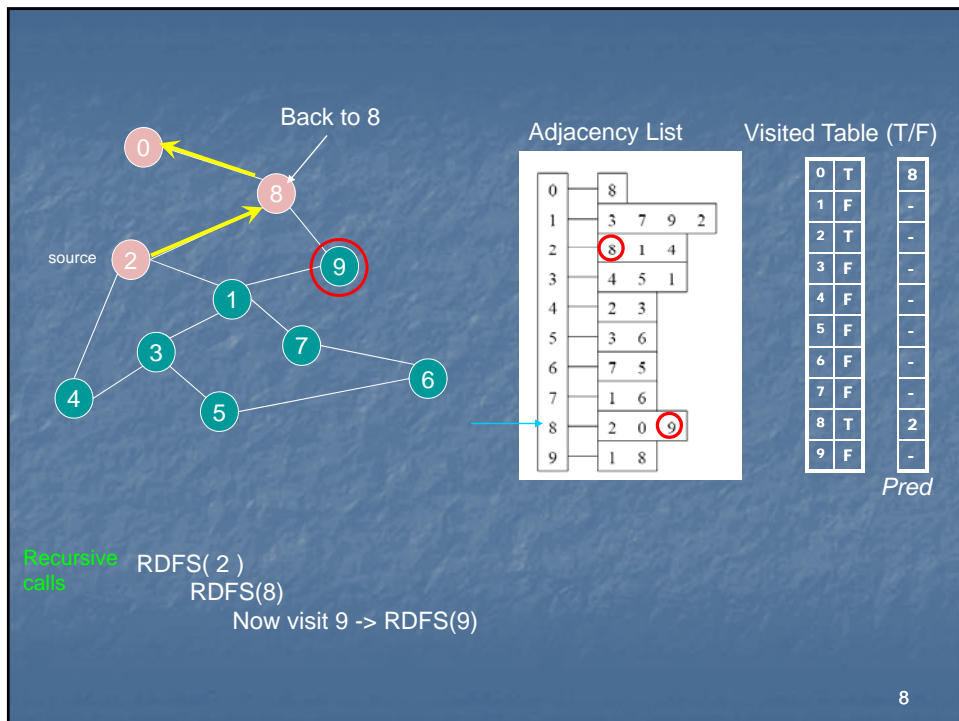 Back to 8
0
8
source
2
9
1
7
3
6
4
5
Adjacency List
0 8
1 3 7 9 2
2 8 1 4
3 4 5 1
4 2 3
5 3 6
6 7 5
7 1 6
8 2 0 9
9 1 8
Visited Table (T/F)
0 T 8
1 F -
2 T -
3 F -
4 F -
5 F -
6 F -
7 F -
8 T 2
9 F -
Pred
Recursive calls
RDFS( 2 )
RDFS(8)
Now visit 9 -> RDFS(9)
8